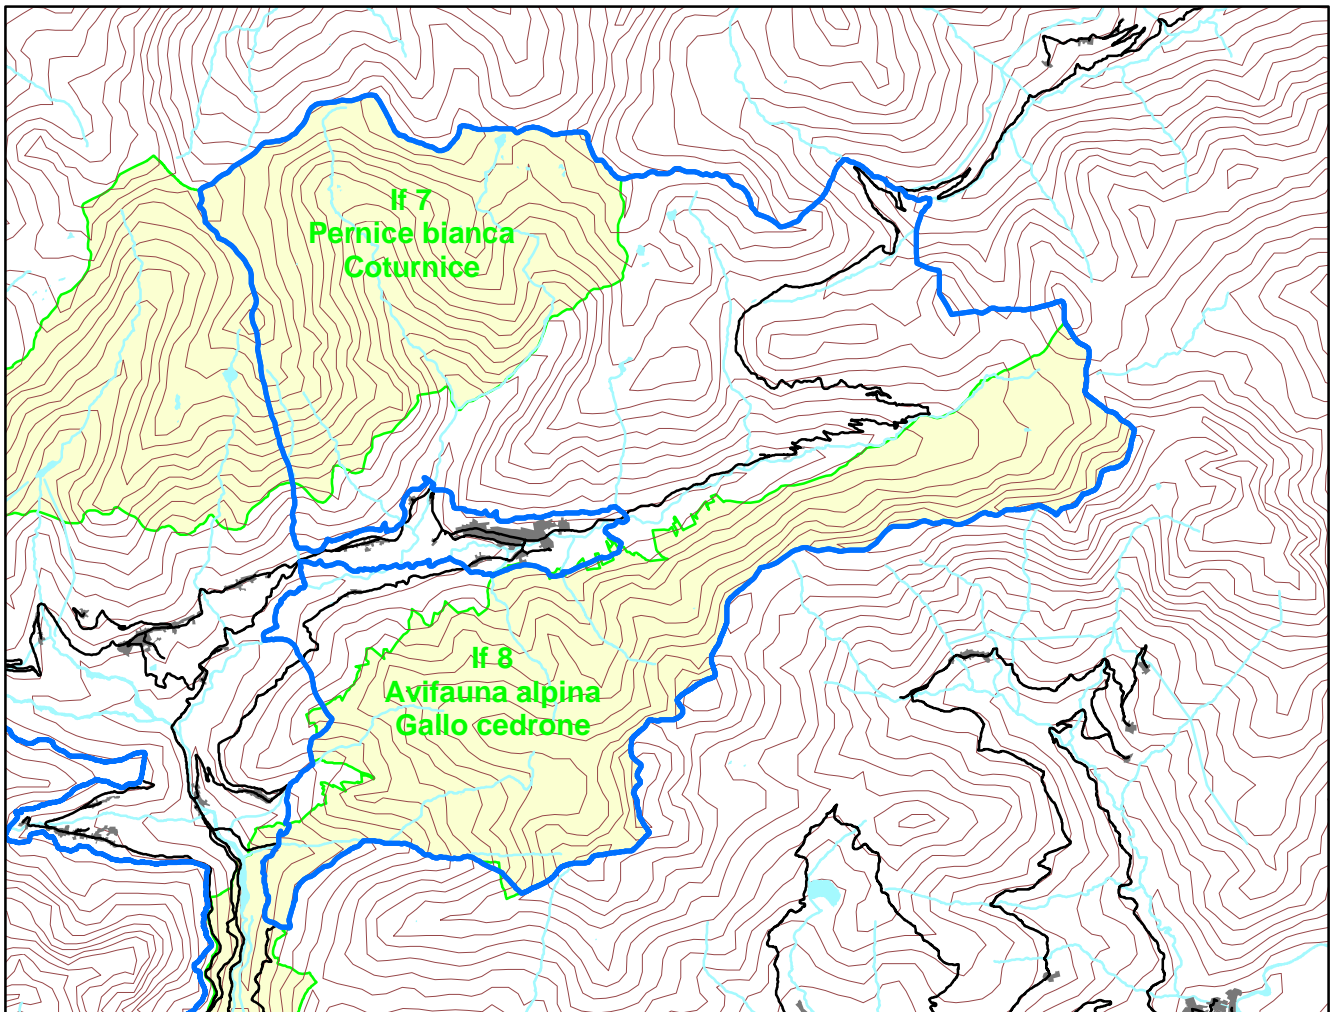 If 7
Pernice bianca
Coturnice
If 8
Avifauna alpina
Gallo cedrone